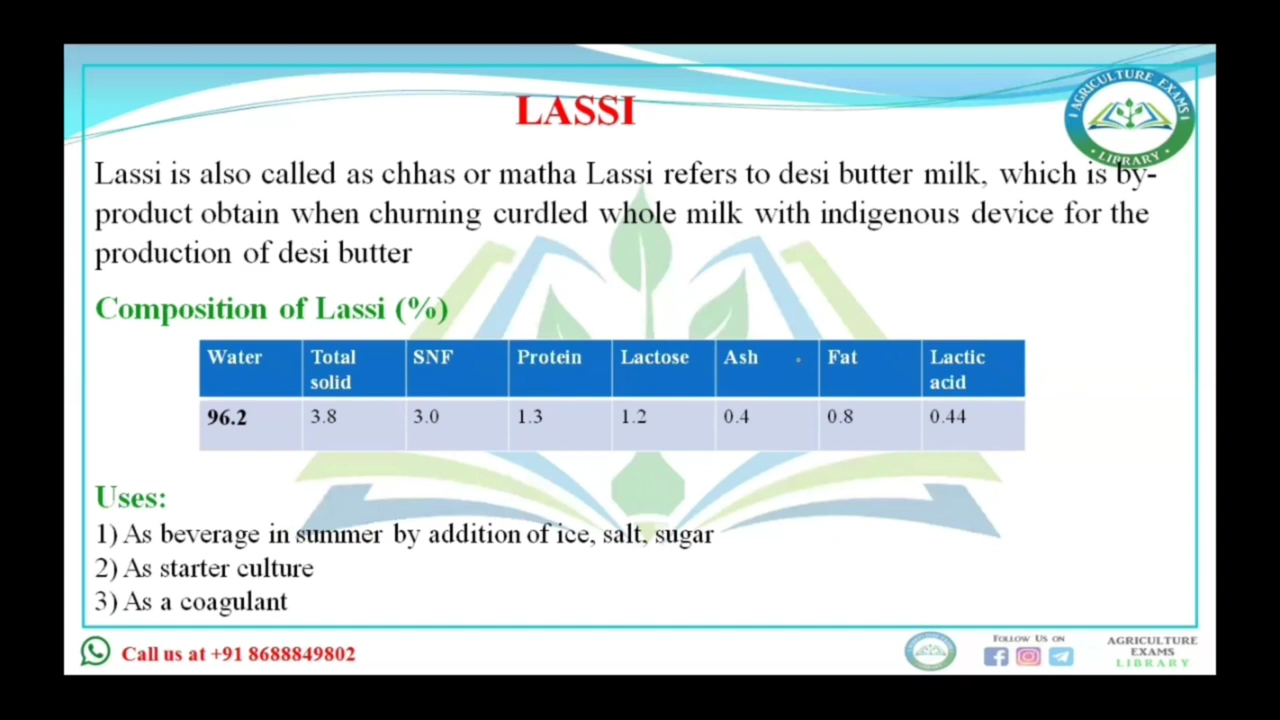 LASSI
AGRICULTURE EXAMS
LIBRARY
Lassi is also called as chhas or matha Lassi refers to desi butter milk, which is by-
product obtain when churning curdled whole milk with indigenous device for the
production of desi butter
Composition of Lassi (%)
Water Total solid SNF Protein Lactose Ash Fat Lactic acid
96.2 3.8 3.0 1.3 1.2 0.4 0.8 0.44
Uses:
1) As beverage in summer by addition of ice, salt, sugar
2) As starter culture
3) As a coagulant
Call us at +91 8688849802
FOLLOW US ON
AGRICULTURE
EXAMS
LIBRARY